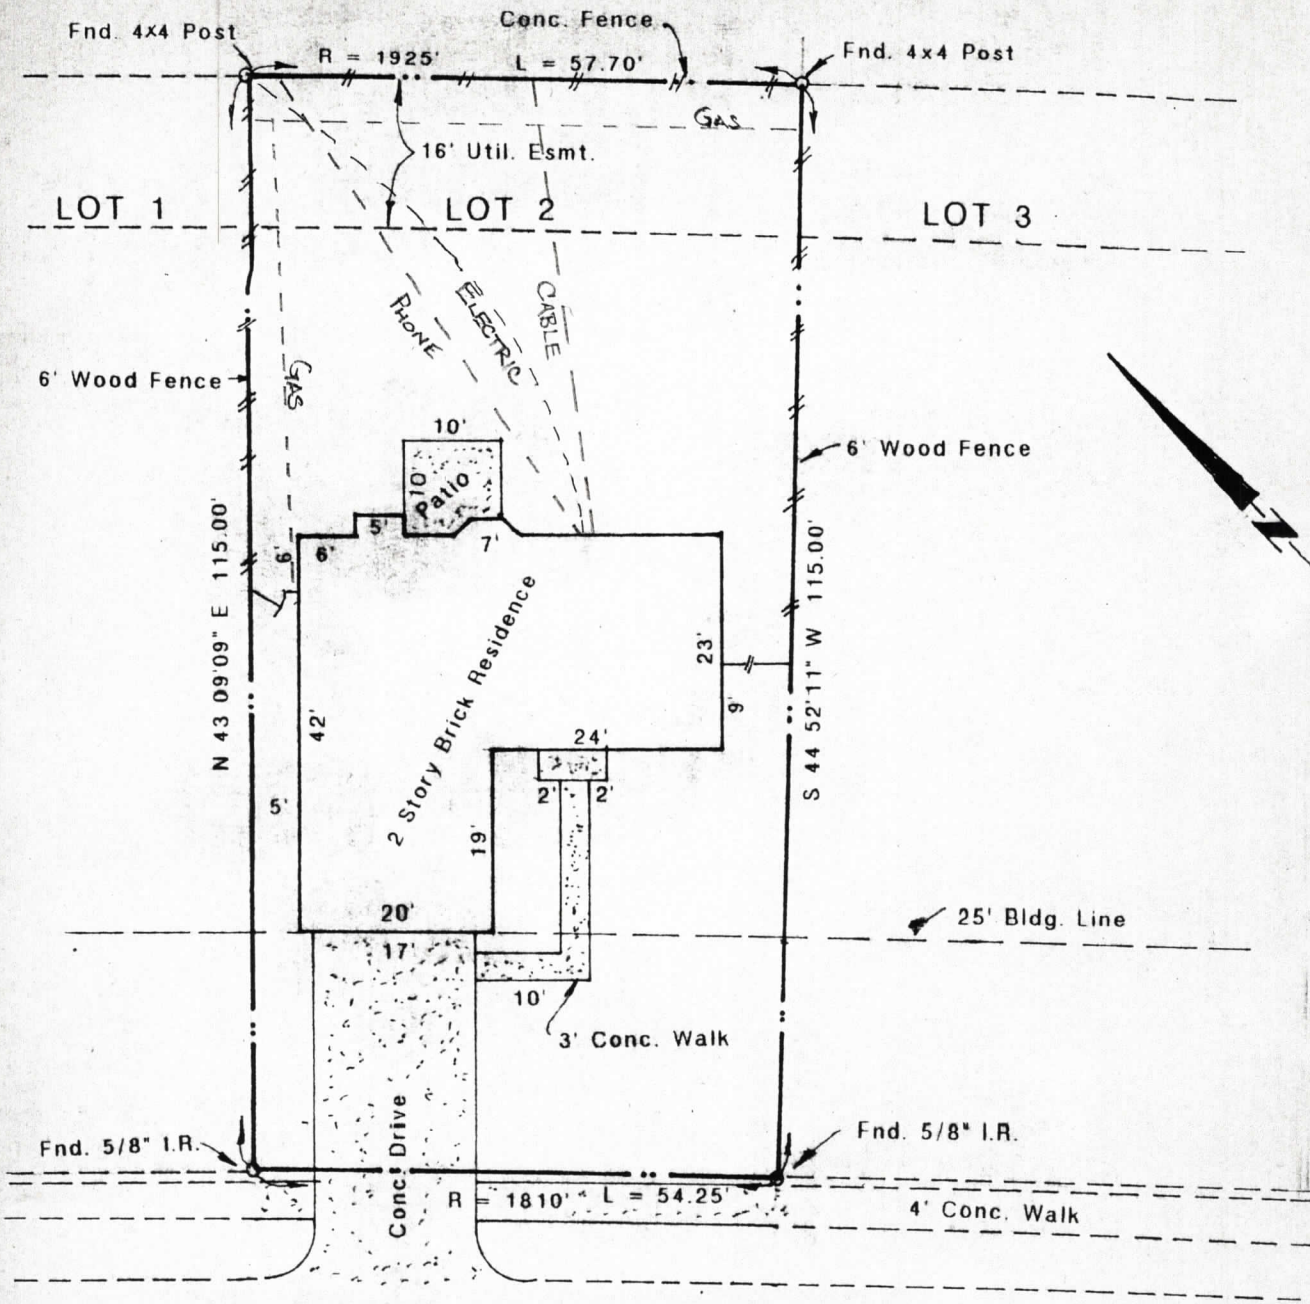 Conc. Fence
Fnd. 4x4 Post
R = 1925'
L = 57.70'
Fnd. 4x4 Post
GAS
16' Util. Esmt.
LOT 1
LOT 2
LOT 3
PHONE
ELECTRIC
CABLE
6' Wood Fence
GAS
10'
10'
Patio
6' Wood Fence
5'
6'
6'
7'
N 43 09'09" E 115.00'
S 44 52'11" W 115.00'
23'
9'
42'
2 Story Brick Residence
24'
2'
2'
5'
19'
20'
17'
25' Bldg. Line
10'
3' Conc. Walk
Conc. Drive
Fnd. 5/8" I.R.
Fnd. 5/8" I.R.
R = 1810'
L = 54.25'
4' Conc. Walk